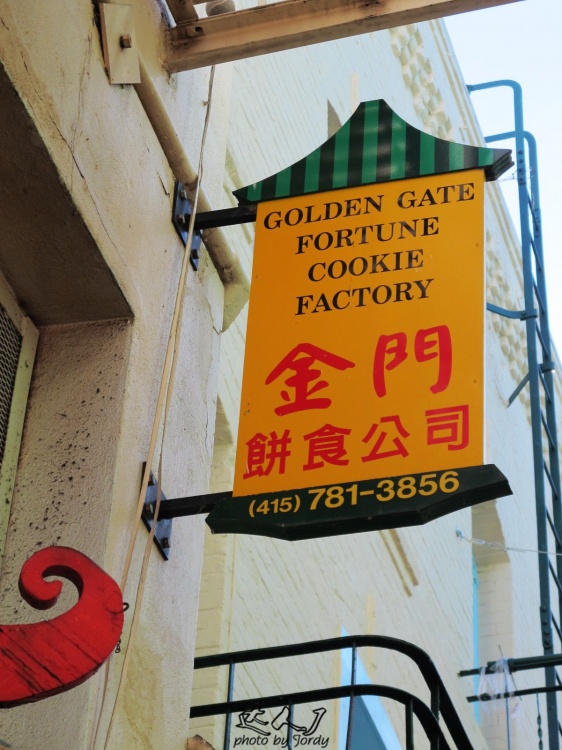 GOLDEN GATE
FORTUNE
COOKIE
FACTORY
金門
餅食公司
(415) 781-3856
photo by Jordy